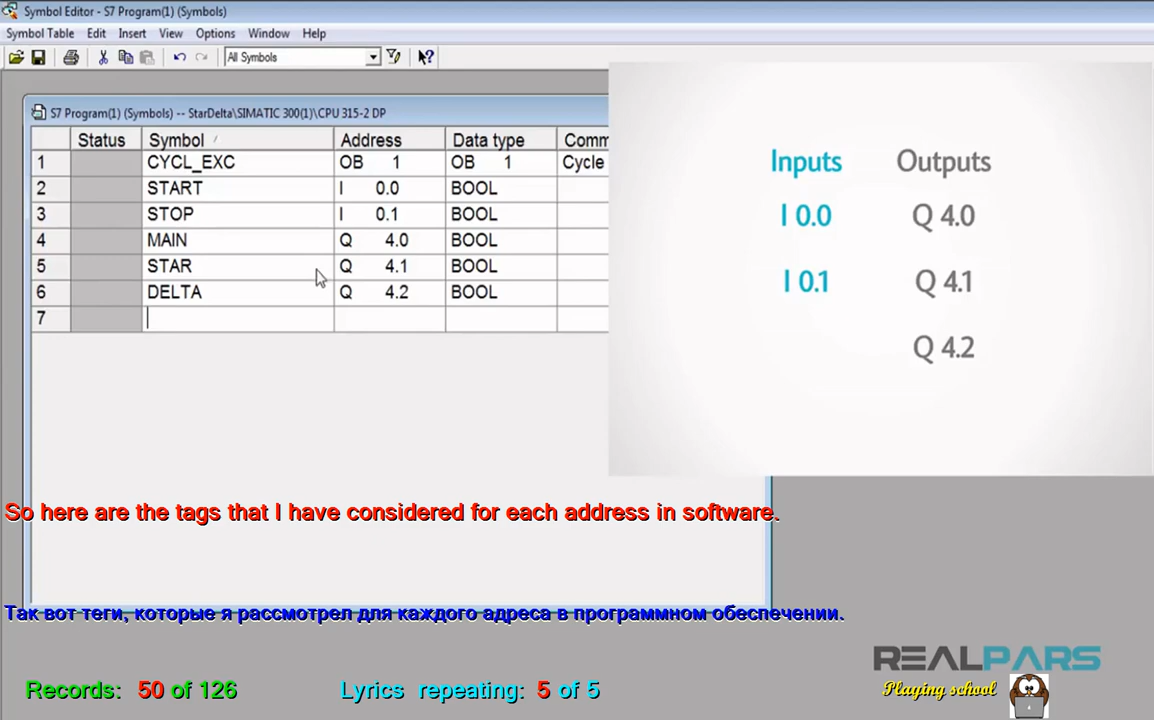 Symbol Editor - S7 Program(1) (Symbols)
Symbol Table Edit Insert View Options Window Help
All Symbols
S7 Program(1) (Symbols) -- StarDelta\SIMATIC 300(1)\CPU 315-2 DP
Status Symbol Address Data type Comm
1 CYCL_EXC OB 1 OB 1 Cycle
2 START I 0.0 BOOL
3 STOP I 0.1 BOOL
4 MAIN Q 4.0 BOOL
5 STAR Q 4.1 BOOL
6 DELTA Q 4.2 BOOL
7
Inputs Outputs
I 0.0 Q 4.0
I 0.1 Q 4.1
Q 4.2
So here are the tags that I have considered for each address in software.
Так вот теги, которые я рассмотрел для каждого адреса в программном обеспечении.
REALPARS
Playing school
Records: 50 of 126 Lyrics repeating: 5 of 5